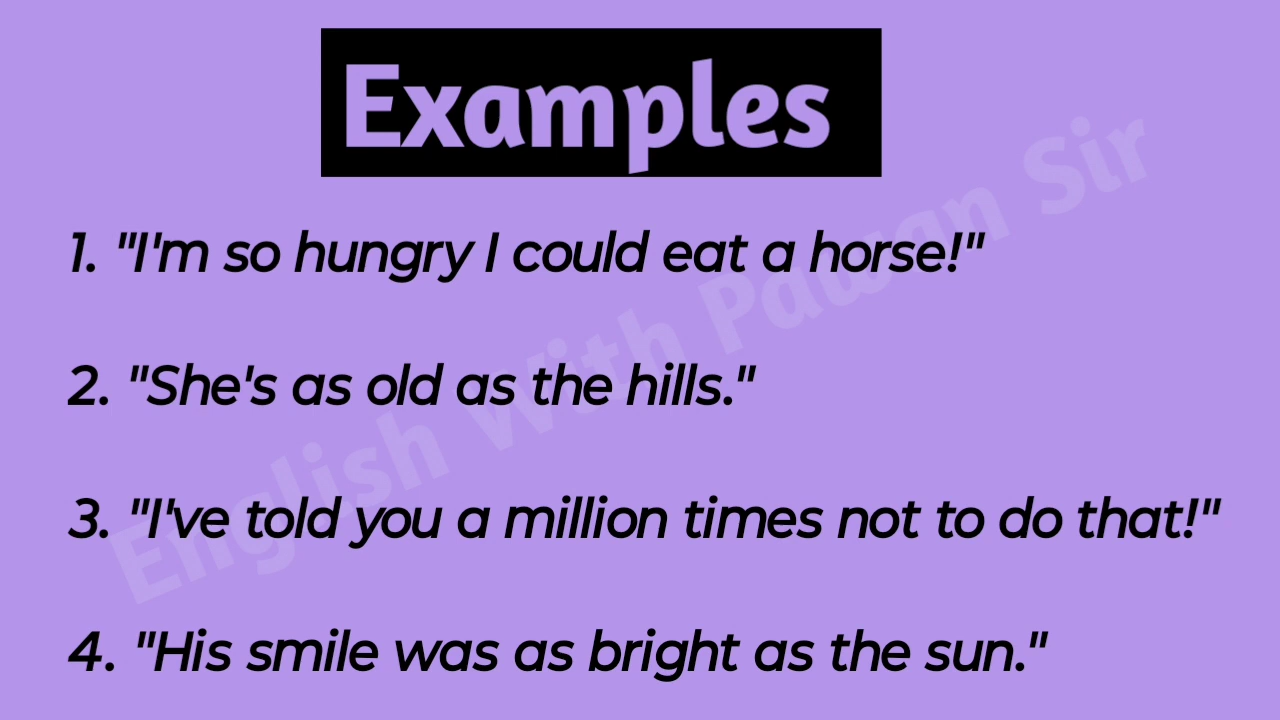 Examples
1. "I'm so hungry I could eat a horse!"
2. "She's as old as the hills."
3. "I've told you a million times not to do that!"
4. "His smile was as bright as the sun."
English With Pawan Sir